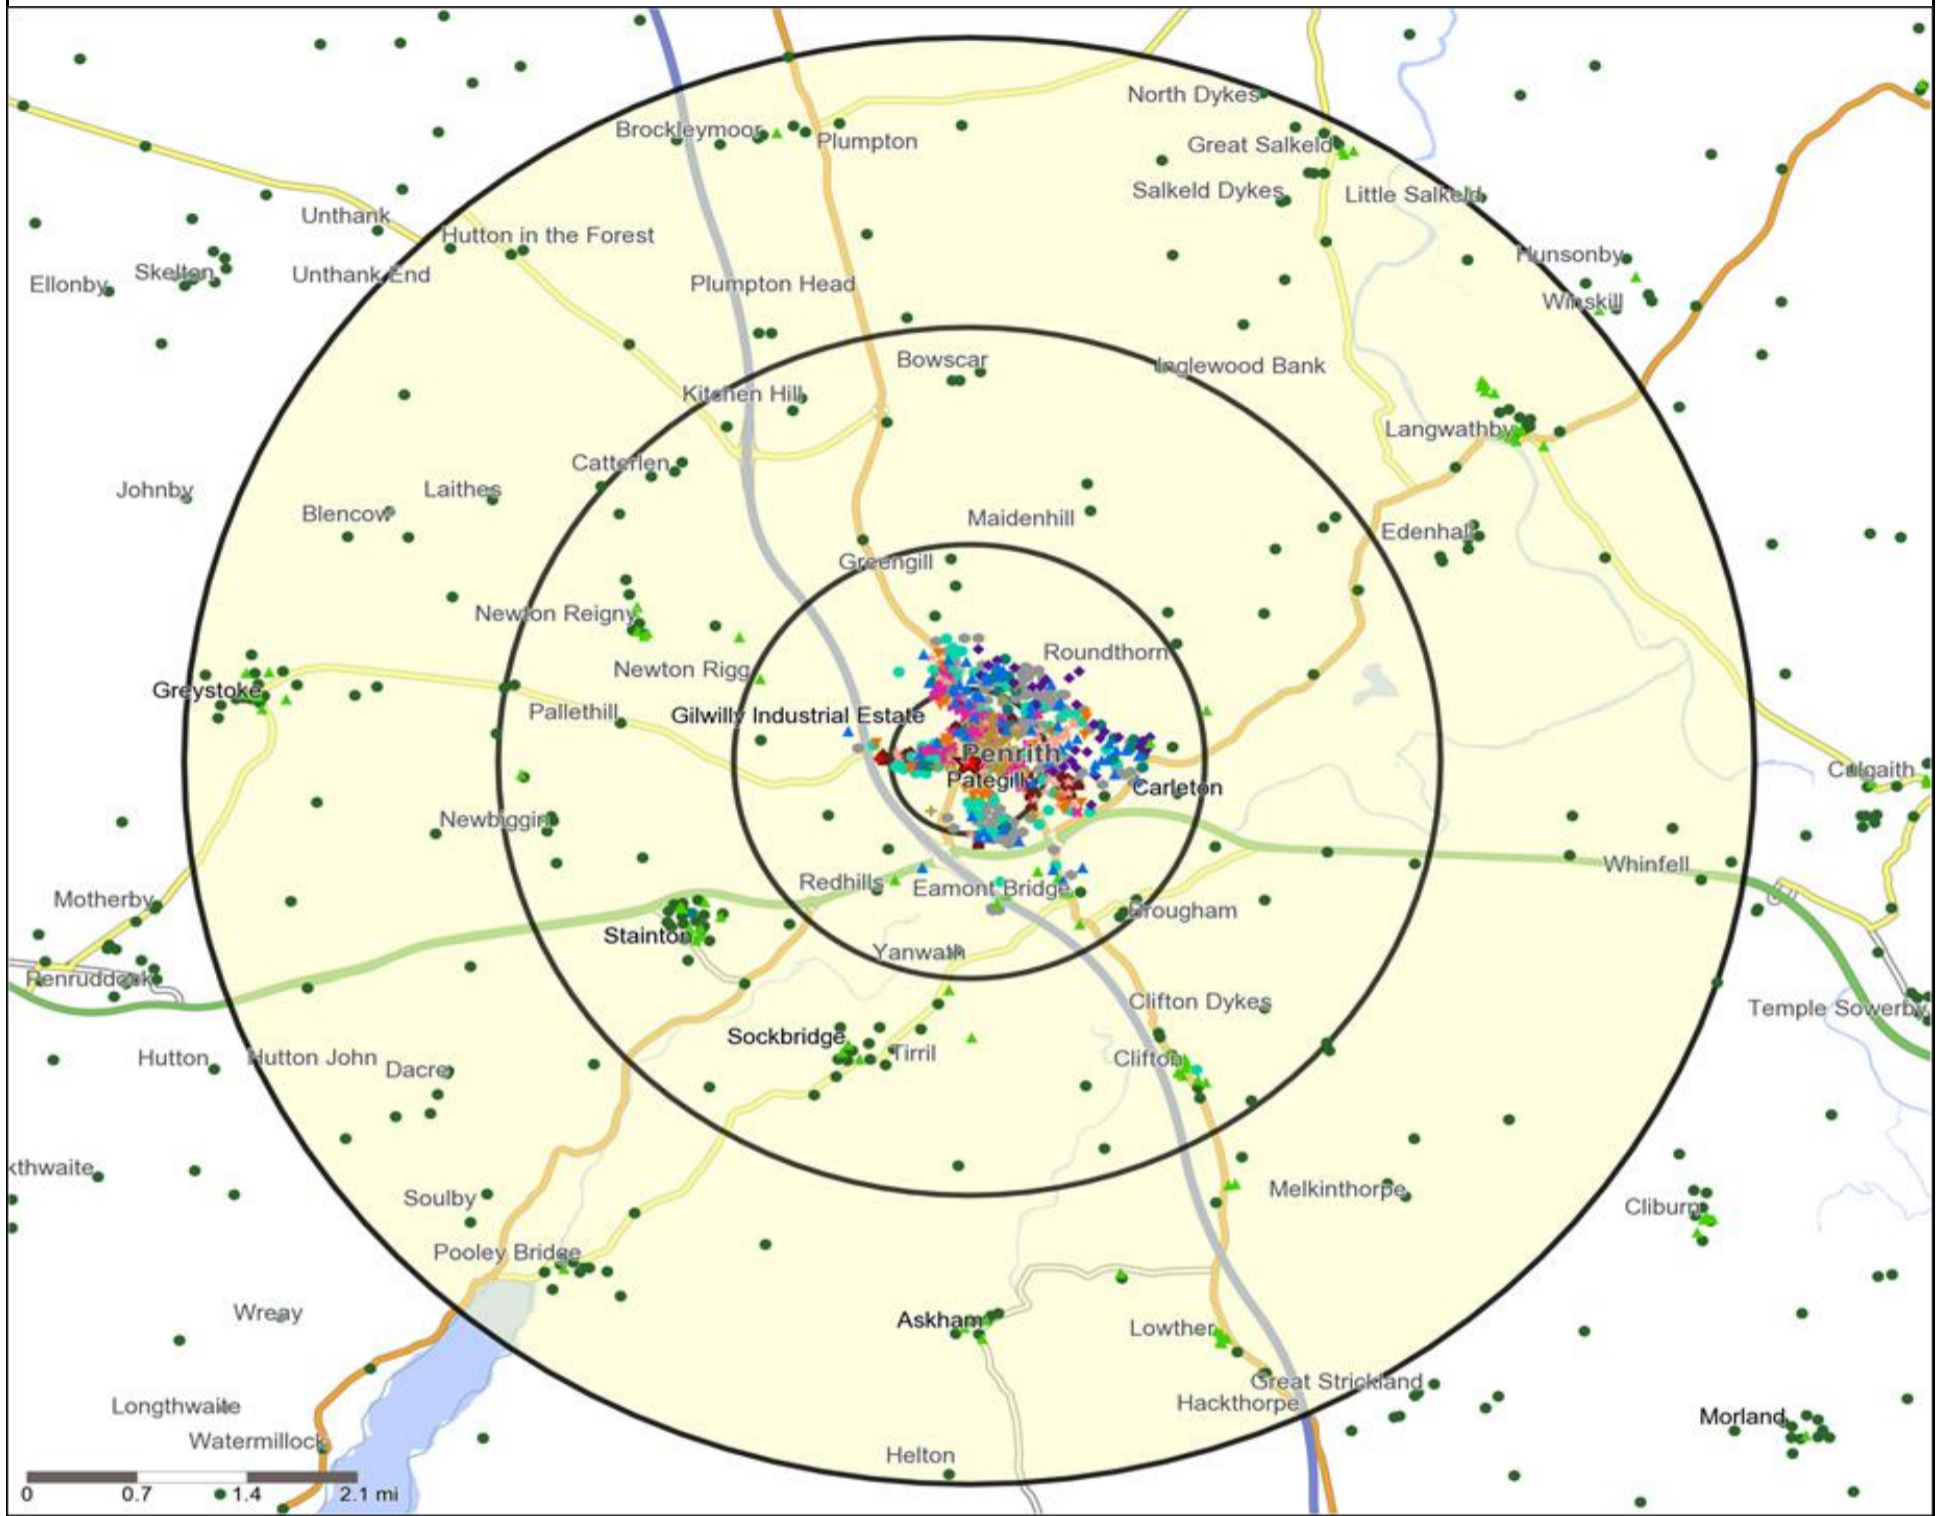 North Dykes
Brockleymoor
Plumpton
Great Salkeld
Salkeld Dykes
Little Salkeld
Unthank
Hutton in the Forest
Hunsonby
Skelton
Unthank End
Ellonby
Plumpton Head
Winskill
Bowscar
Inglewood Bank
Kitchen Hill
Langwathby
Catterlen
Johnby
Laithes
Blencow
Maidenhill
Edenhall
Greengill
Newton Reigny
Roundthorn
Newton Rigg
Greystoke
Pallethill
Gilwilly Industrial Estate
Penrith
Pategill
Carleton
Culgaith
Newbiggin
Whinfell
Redhills
Eamont Bridge
Motherby
Brougham
Stainton
Yanwath
Penruddock
Clifton Dykes
Temple Sowerby
Sockbridge
Tirril
Hutton
Hutton John
Dacre
Clifton
kthwaite
Soulby
Melkinthorpe
Cliburn
Pooley Bridge
Wreay
Askham
Lowther
Great Strickland
Hackthorpe
Longthwaite
Morland
Watermillock
Helton
0 0.7 1.4 2.1 mi